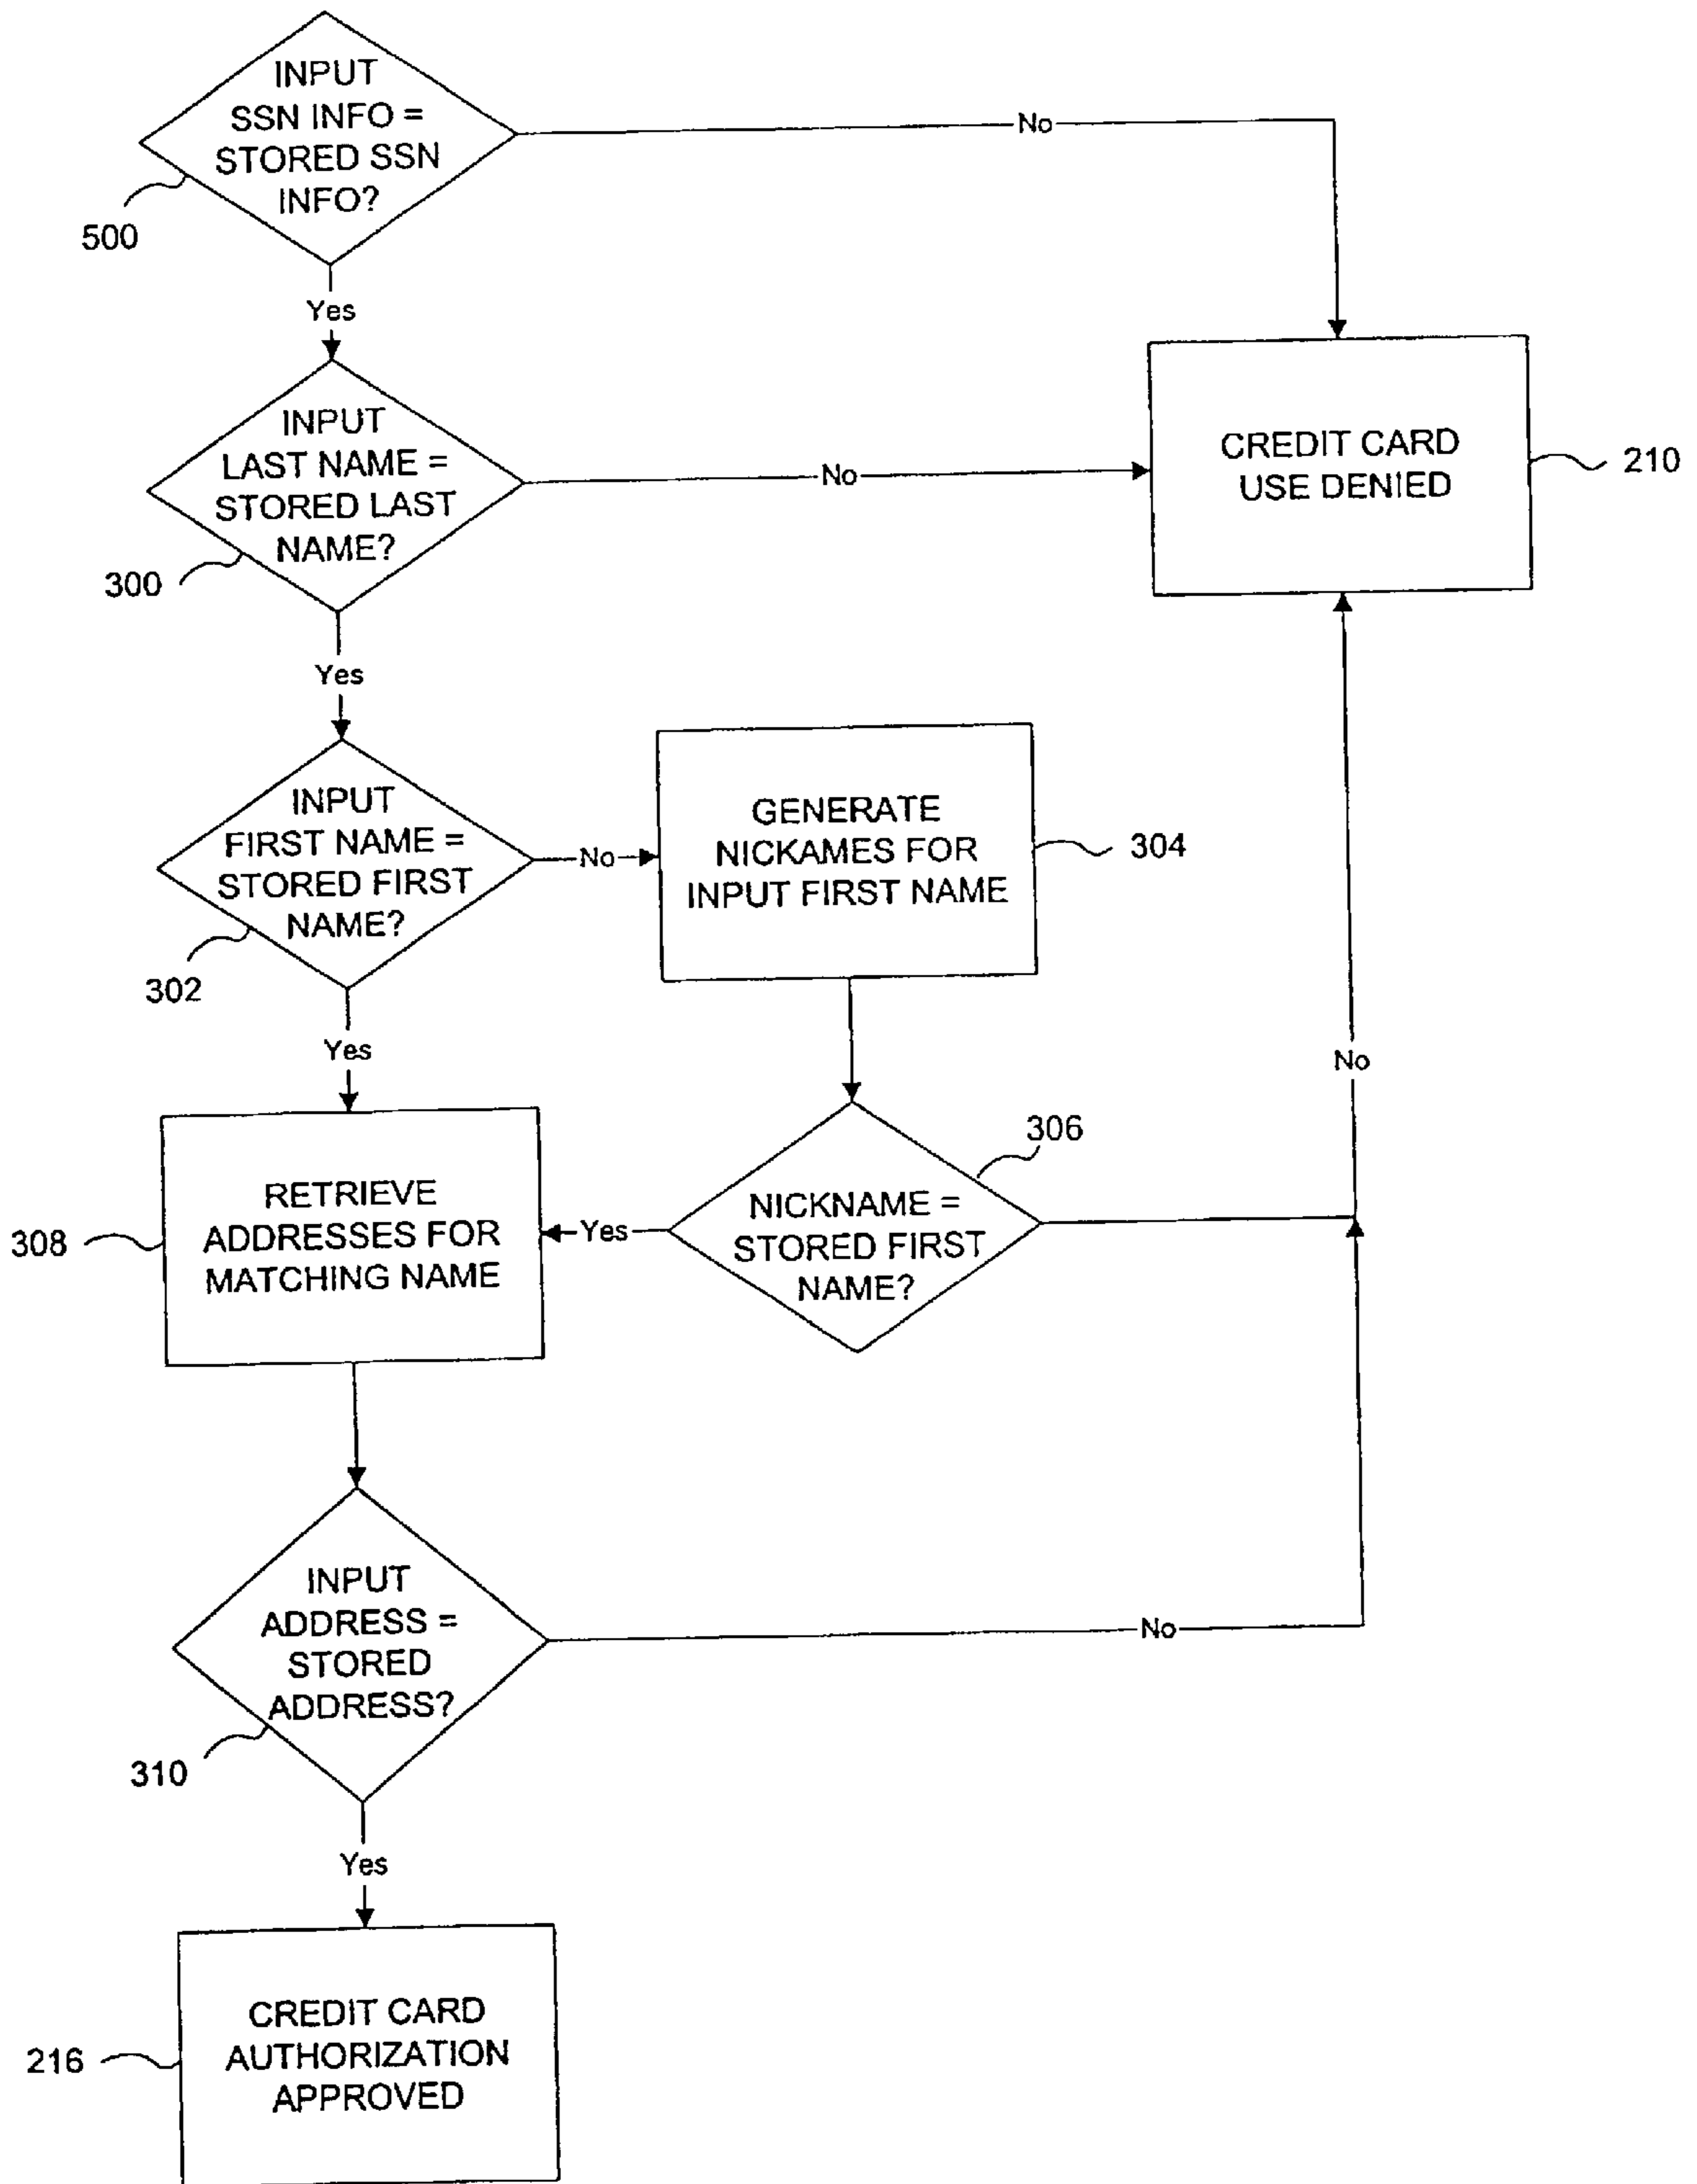 INPUT
SSN INFO =
STORED SSN
INFO?
500
No
Yes
INPUT
LAST NAME =
STORED LAST
NAME?
300
No
CREDIT CARD
USE DENIED
210
Yes
INPUT
FIRST NAME =
STORED FIRST
NAME?
302
No
GENERATE
NICKAMES FOR
INPUT FIRST NAME
304
Yes
No
306
RETRIEVE
ADDRESSES FOR
MATCHING NAME
308
Yes
NICKNAME =
STORED FIRST
NAME?
INPUT
ADDRESS =
STORED
ADDRESS?
310
No
Yes
CREDIT CARD
AUTHORIZATION
APPROVED
216